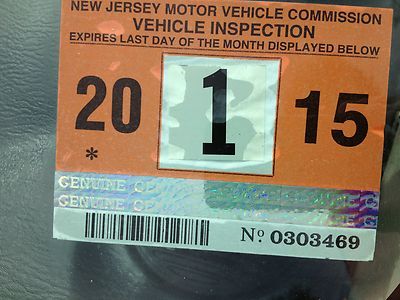 NEW JERSEY MOTOR VEHICLE COMMISSION
VEHICLE INSPECTION
EXPIRES LAST DAY OF THE MONTH DISPLAYED BELOW
20 1 15
*
GENUINE
GENUINE
Nº. 0303469